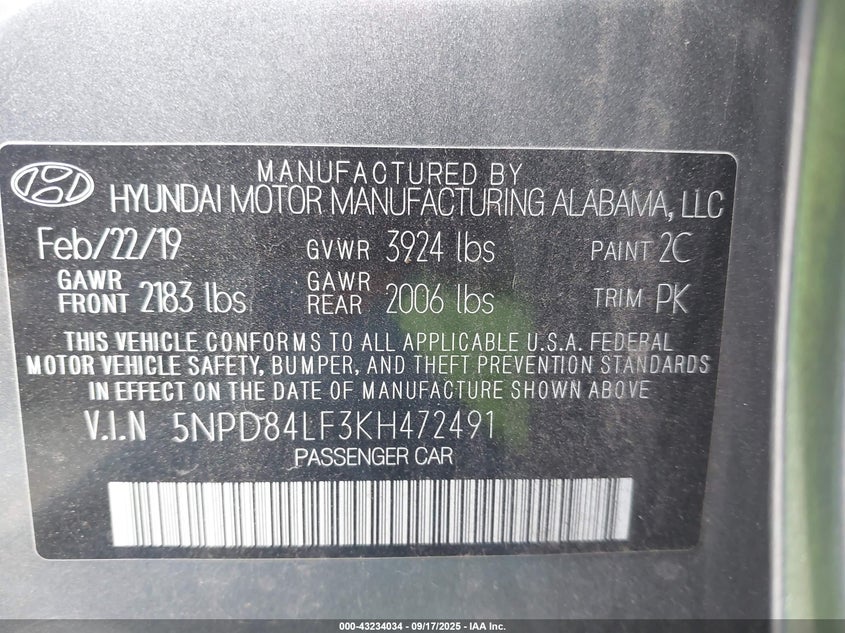 MANUFACTURED BY
HYUNDAI MOTOR MANUFACTURING ALABAMA, LLC
Feb/22/19 GVWR 3924 lbs PAINT 2C
GAWR FRONT 2183 lbs GAWR REAR 2006 lbs TRIM PK
THIS VEHICLE CONFORMS TO ALL APPLICABLE U.S.A. FEDERAL
MOTOR VEHICLE SAFETY, BUMPER, AND THEFT PREVENTION STANDARDS
IN EFFECT ON THE DATE OF MANUFACTURE SHOWN ABOVE
V.I.N 5NPD84LF3KH472491
PASSENGER CAR
© 43234034 - 09/17/2025 - IAA Inc.